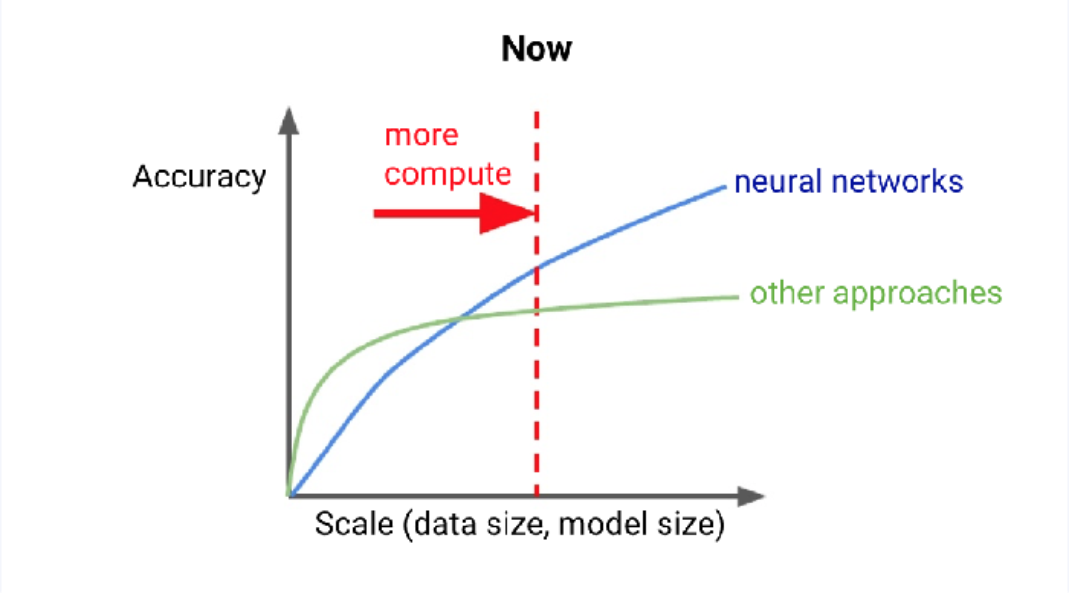 Now
more
compute
Accuracy
neural networks
other approaches
Scale (data size, model size)